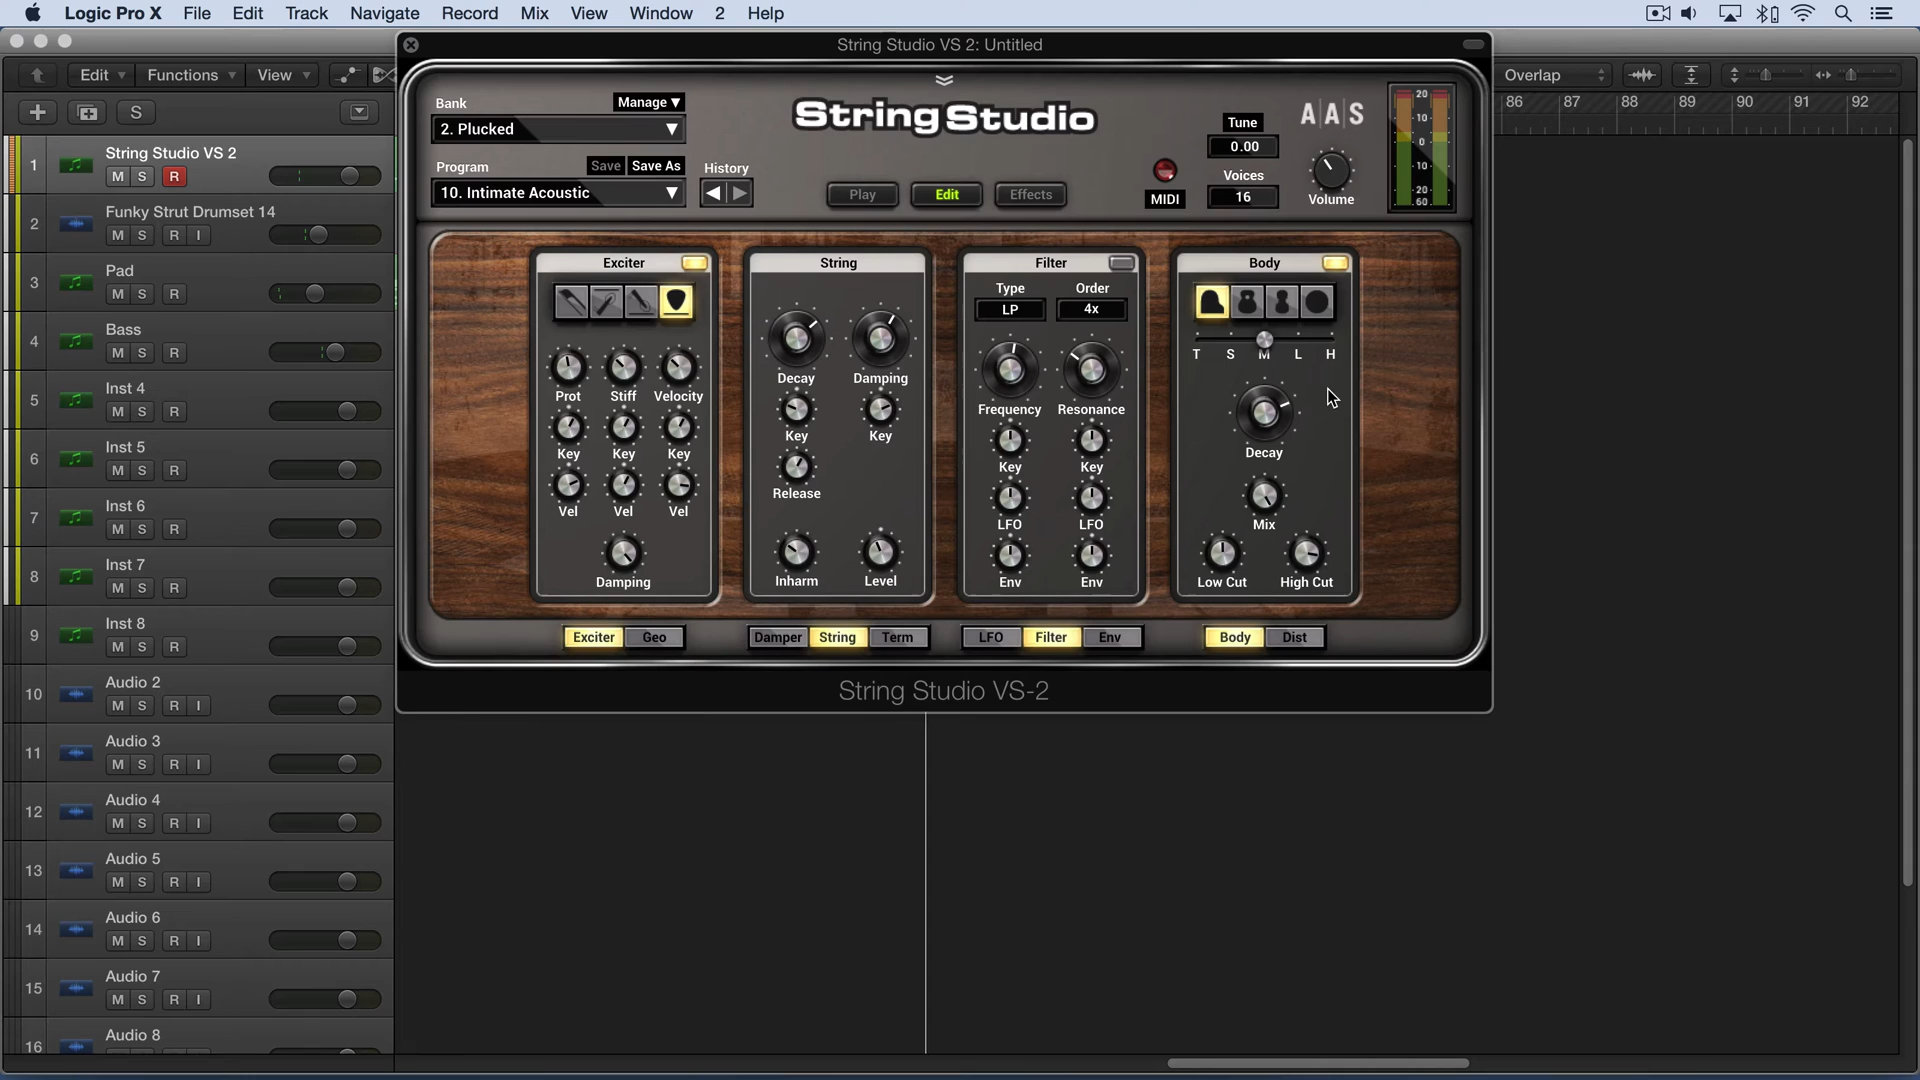 Logic Pro X File Edit Track Navigate Record Mix View Window 2 Help
String Studio VS 2: Untitled
Edit Functions View
Overlap
S
86 87 88 89 90 91 92
Bank Manage ▼
2. Plucked ▼
Program Save Save As
10. Intimate Acoustic ▼
History
String Studio
Play Edit Effects
MIDI
Tune
0.00
Voices
16
A|A|S
Volume
20
10
0
10
20
60
Exciter
Prot Stiff Velocity
Key Key Key
Vel Vel Vel
Damping
String
Decay Damping
Key Key
Release
Inharm Level
Filter
Type Order
LP 4x
Frequency Resonance
Key Key
LFO LFO
Env Env
Body
T S M L H
Decay
Mix
Low Cut High Cut
Exciter Geo
Damper String Term
LFO Filter Env
Body Dist
String Studio VS-2
1 String Studio VS 2
M S R
2 Funky Strut Drumset 14
M S R I
3 Pad
M S R
4 Bass
M S R
5 Inst 4
M S R
6 Inst 5
M S R
7 Inst 6
M S R
8 Inst 7
M S R
9 Inst 8
M S R
10 Audio 2
M S R I
11 Audio 3
M S R I
12 Audio 4
M S R I
13 Audio 5
M S R I
14 Audio 6
M S R I
15 Audio 7
M S R I
16 Audio 8